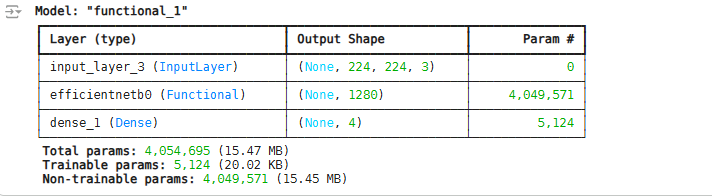 Model: "functional_1"
Layer (type) Output Shape Param #
input_layer_3 (InputLayer) (None, 224, 224, 3) 0
efficientnetb0 (Functional) (None, 1280) 4,049,571
dense_1 (Dense) (None, 4) 5,124
Total params: 4,054,695 (15.47 MB)
Trainable params: 5,124 (20.02 KB)
Non-trainable params: 4,049,571 (15.45 MB)